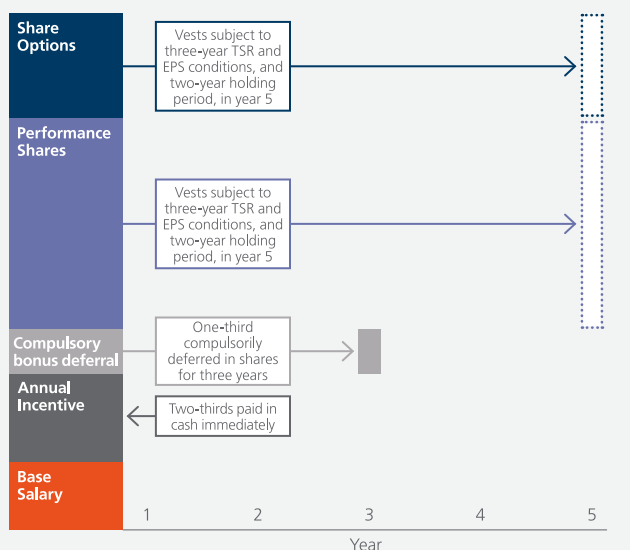 Share
Options
Vests subject to
three-year TSR and
EPS conditions, and
two-year holding
period, in year 5
Performance
Shares
Vests subject to
three-year TSR and
EPS conditions, and
two-year holding
period, in year 5
Compulsory
bonus deferral
One-third
compulsorily
deferred in shares
for three years
Annual
Incentive
Two-thirds paid in
cash immediately
Base
Salary
1 2 3 4 5
Year